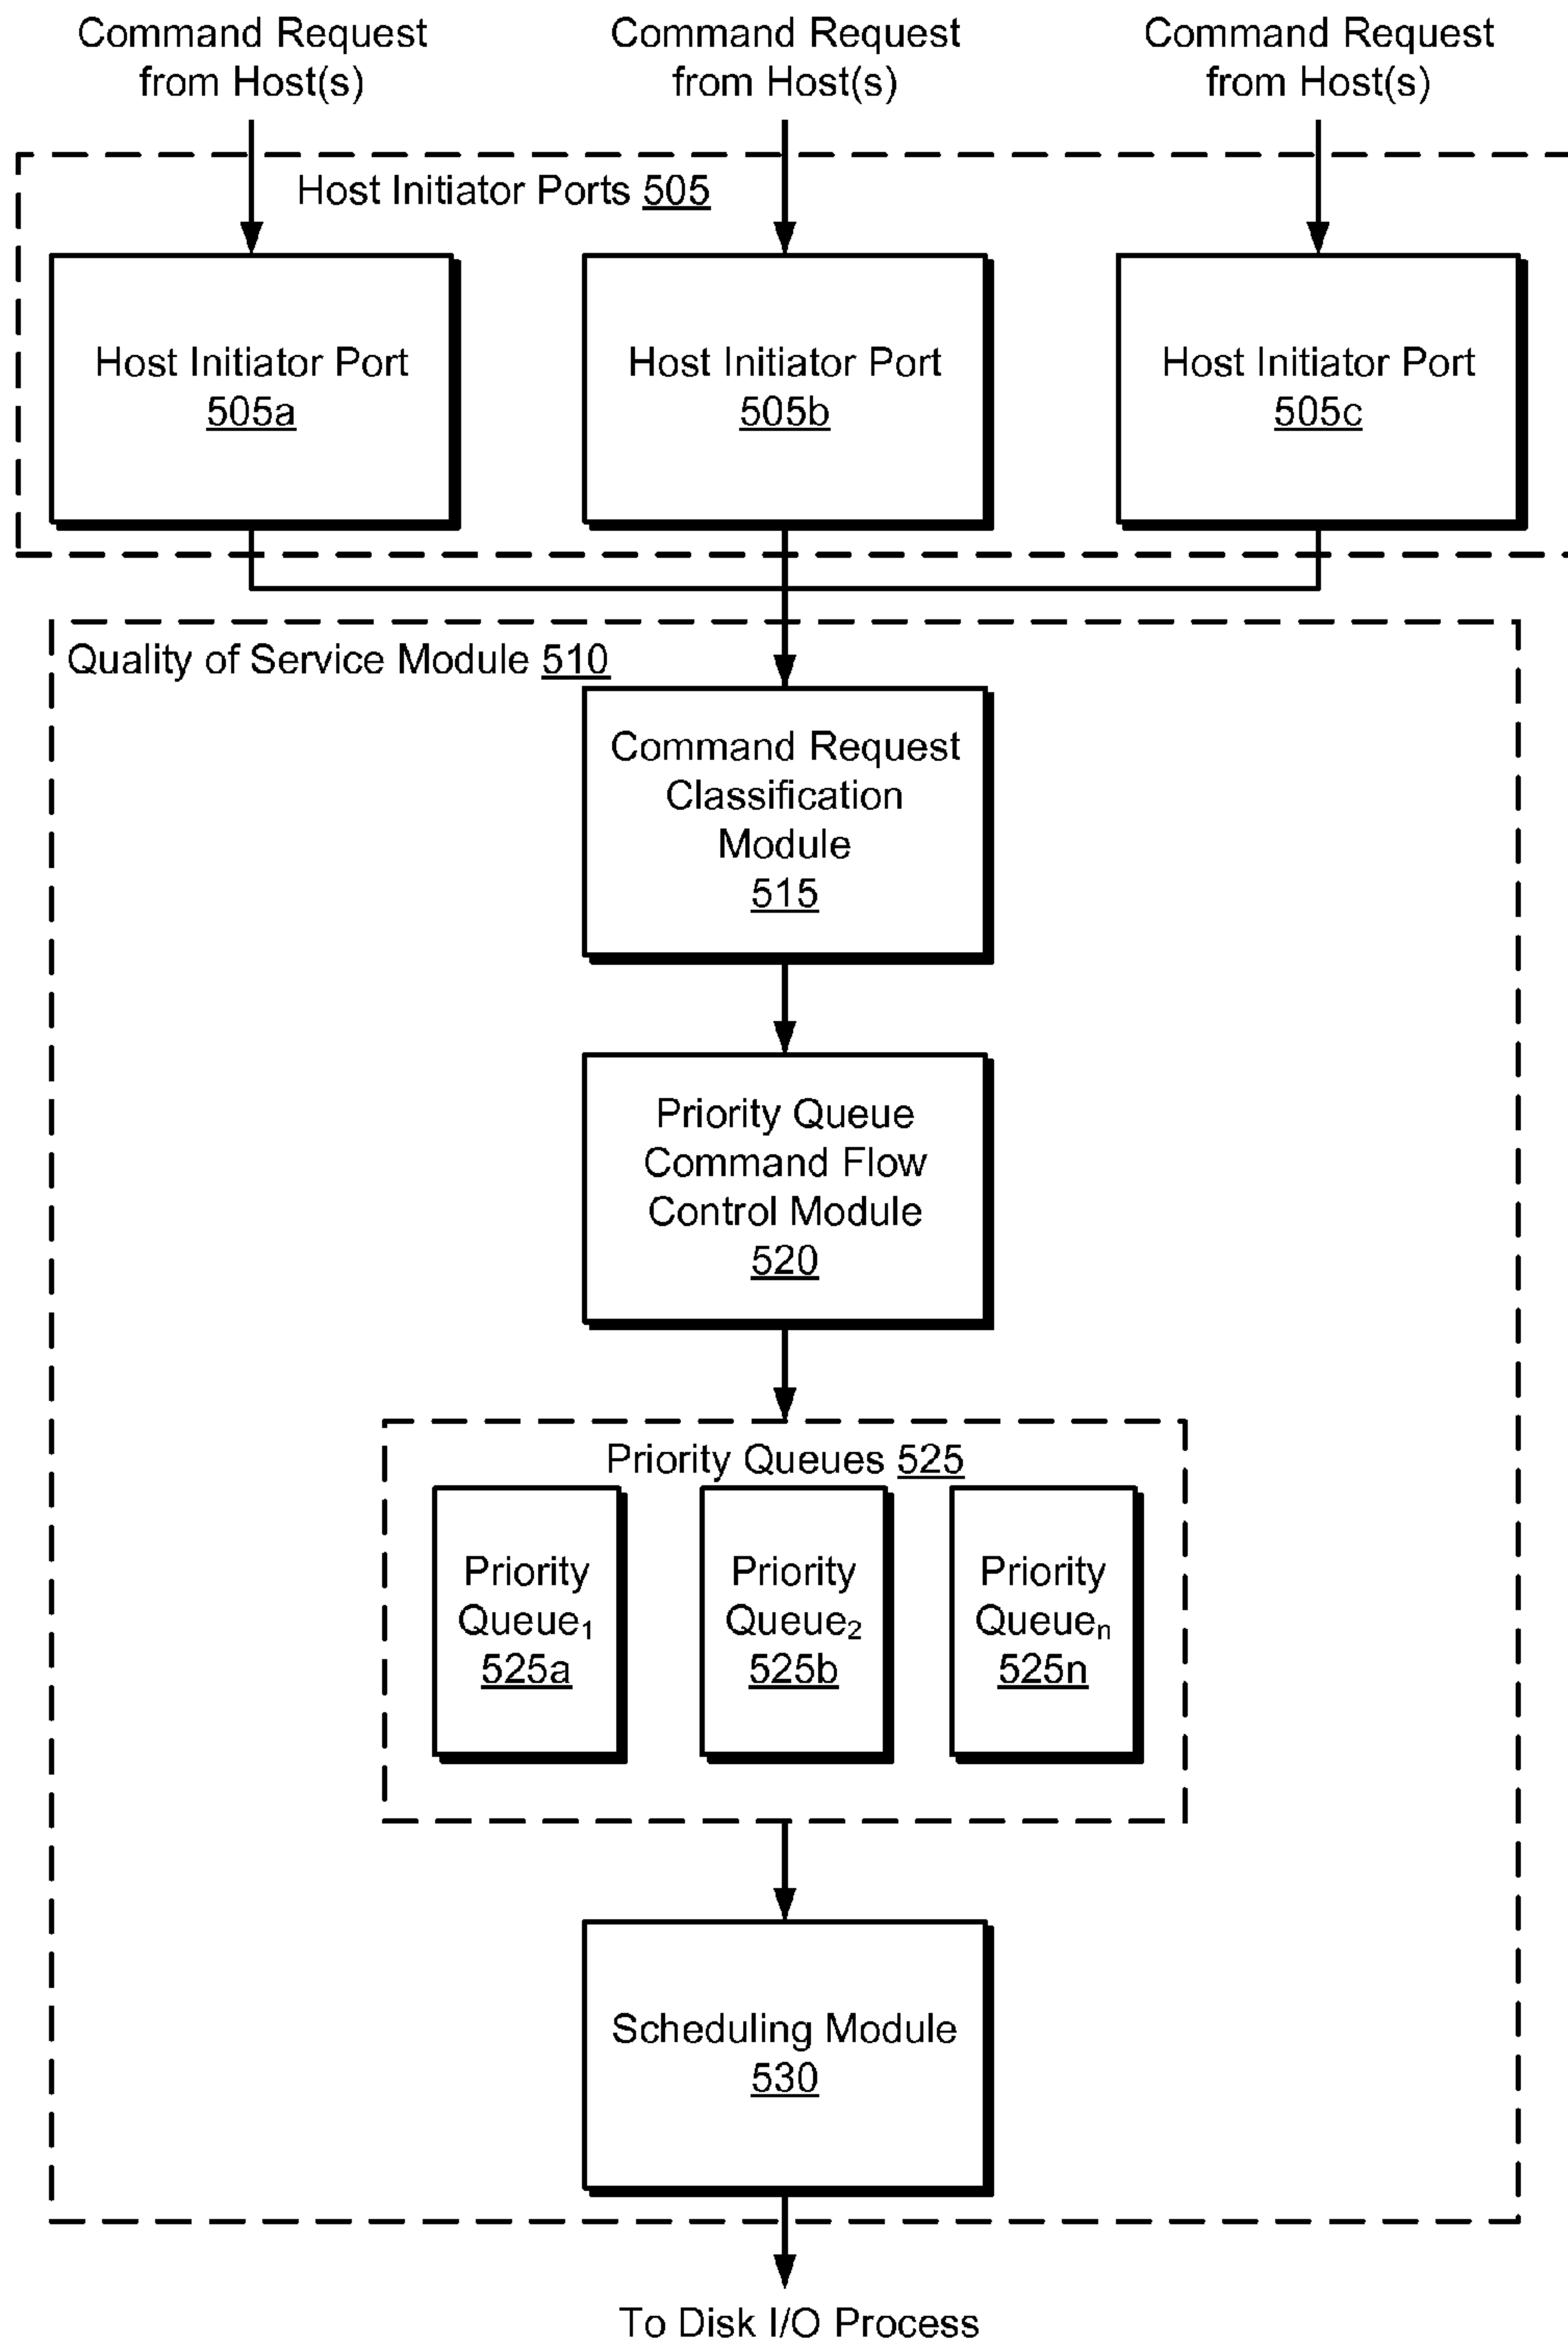 Command Request
from Host(s)
Command Request
from Host(s)
Command Request
from Host(s)
Host Initiator Ports 505
Host Initiator Port
505a
Host Initiator Port
505b
Host Initiator Port
505c
Quality of Service Module 510
Command Request
Classification
Module
515
Priority Queue
Command Flow
Control Module
520
Priority Queues 525
Priority
Queue₁
525a
Priority
Queue₂
525b
Priority
Queueₙ
525n
Scheduling Module
530
To Disk I/O Process